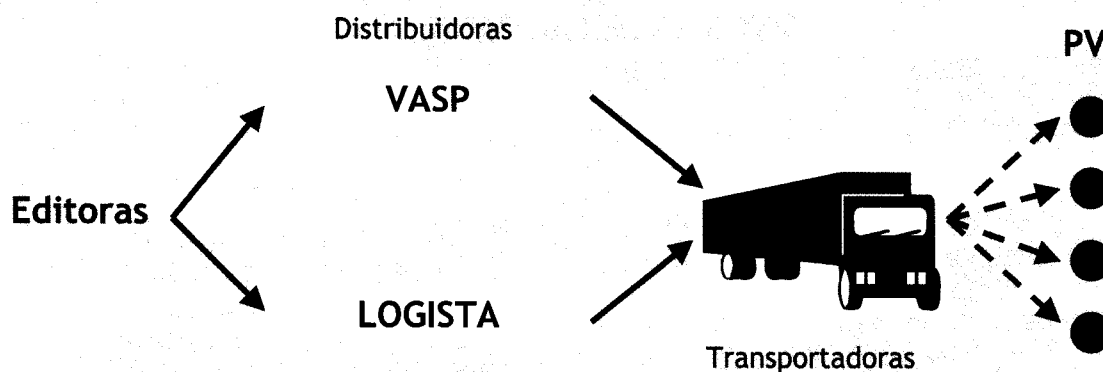 Distribuidoras
PV
VASP
Editoras
LOGISTA
Transportadoras